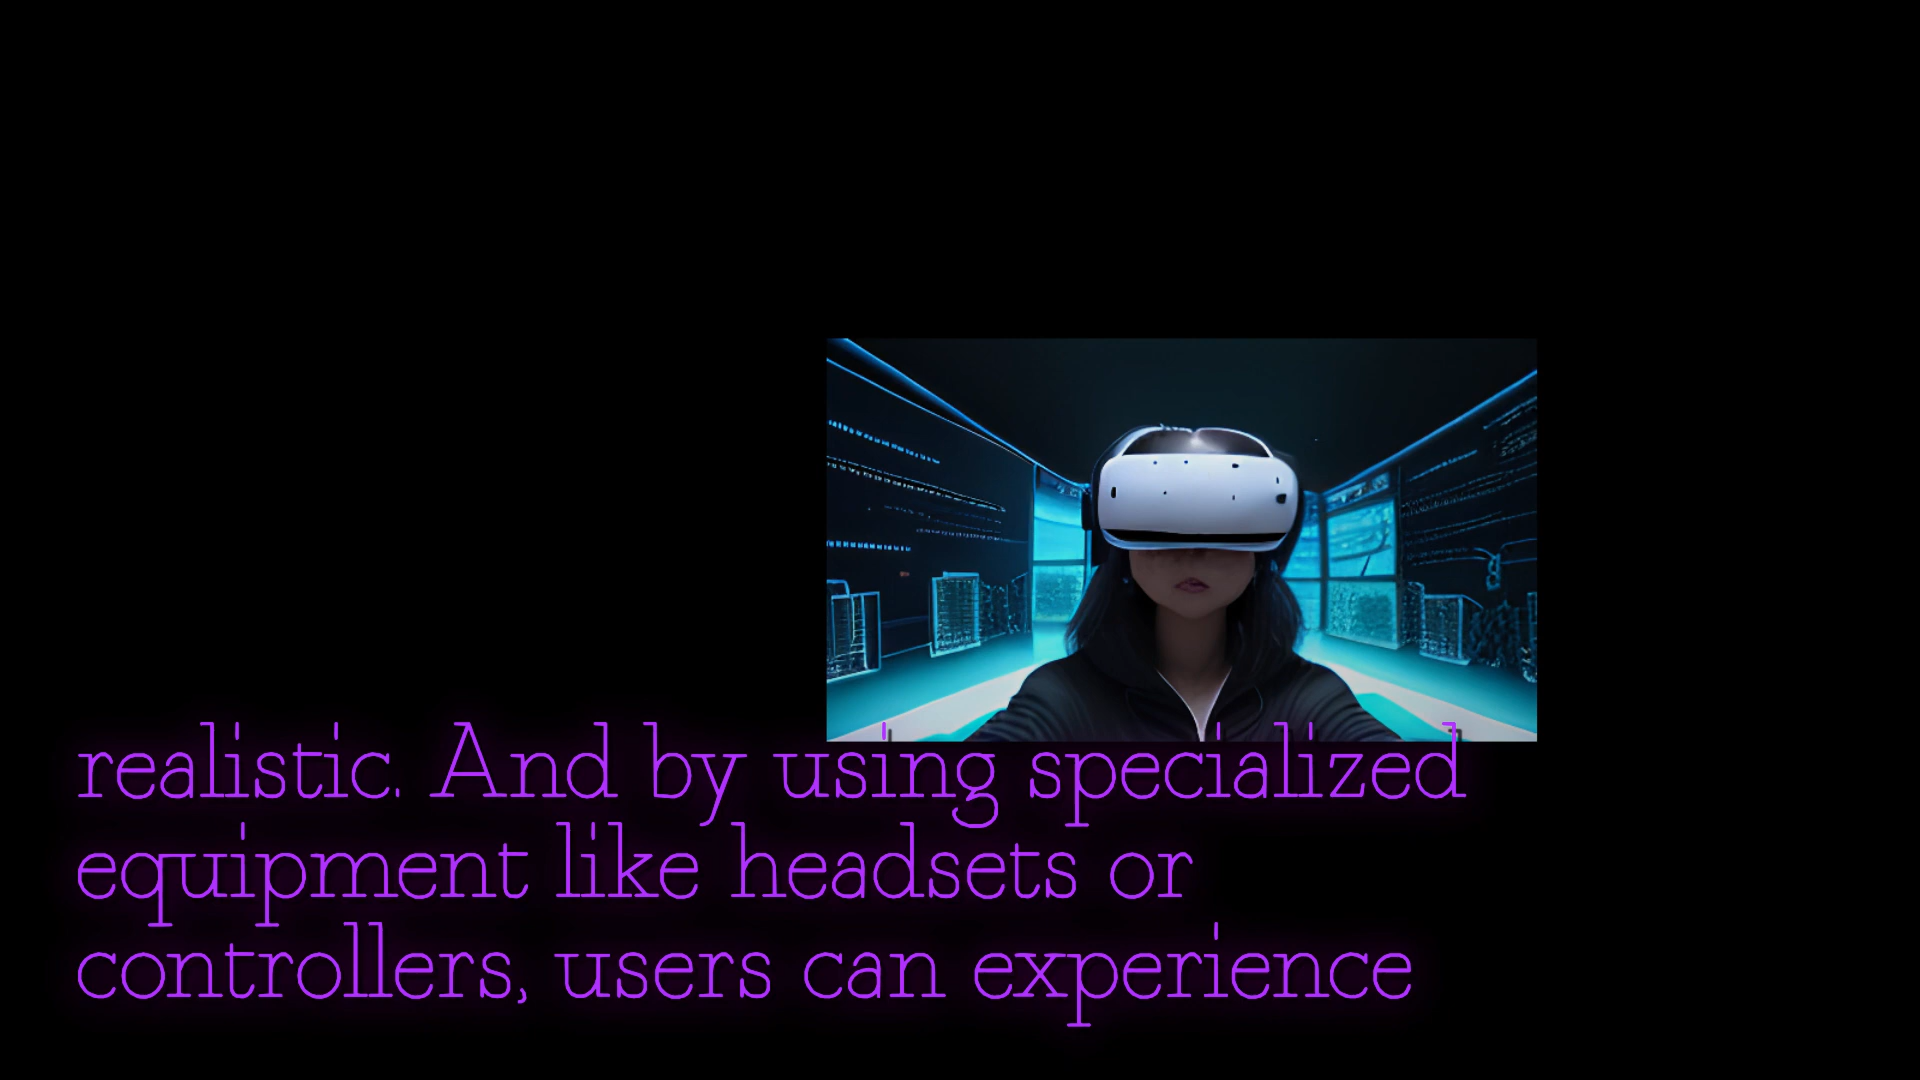 realistic. And by using specialized
equipment like headsets or
controllers, users can experience